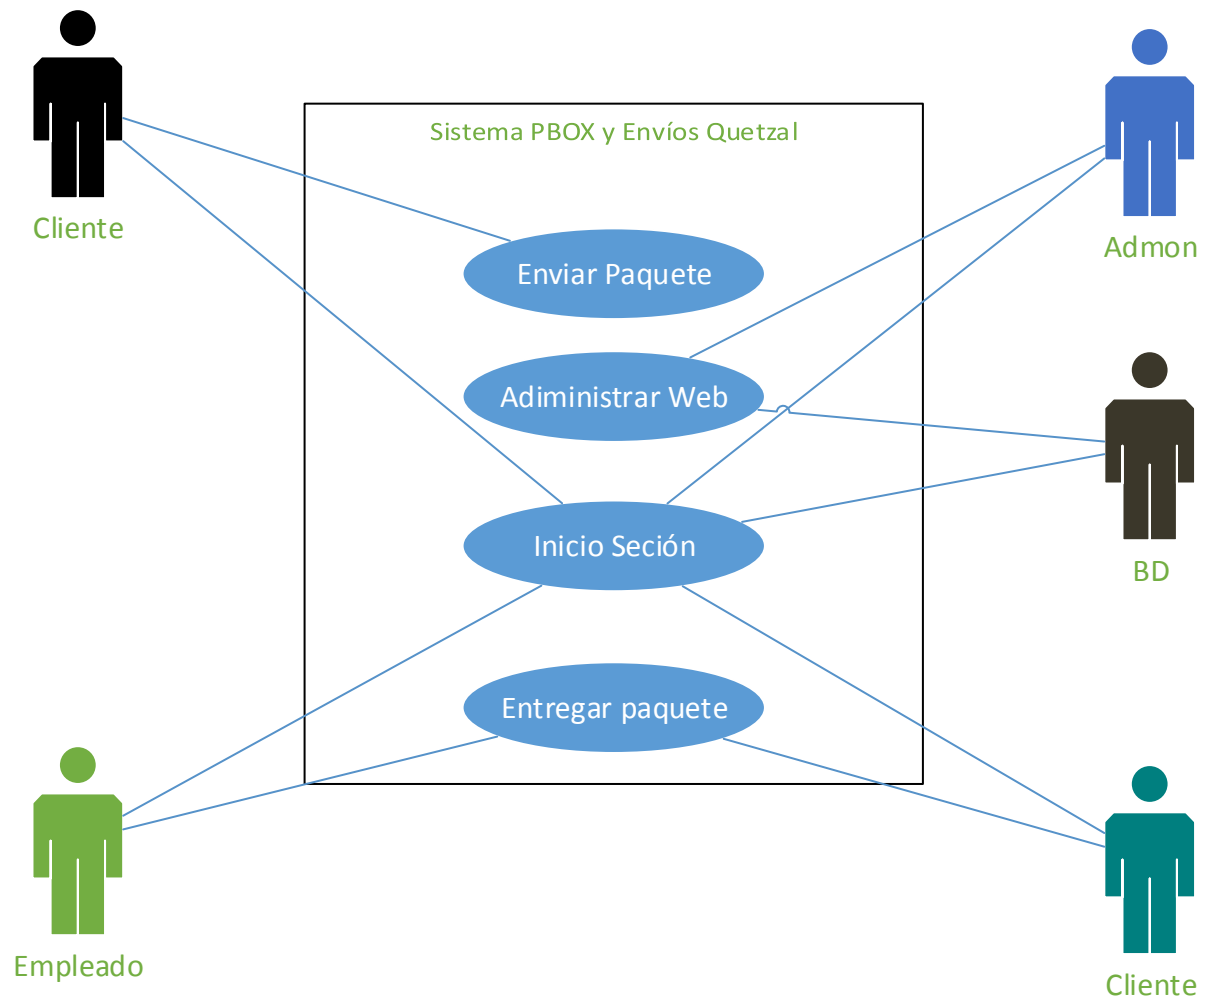 Sistema PBOX y Envíos Quetzal
Cliente
Admon
Enviar Paquete
Adiministrar Web
Inicio Seción
BD
Entregar paquete
Empleado
Cliente